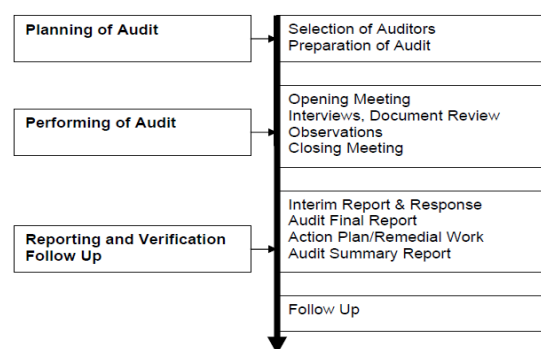 Planning of Audit
Selection of Auditors
Preparation of Audit
Performing of Audit
Opening Meeting
Interviews, Document Review
Observations
Closing Meeting
Reporting and Verification
Follow Up
Interim Report & Response
Audit Final Report
Action Plan/Remedial Work
Audit Summary Report
Follow Up